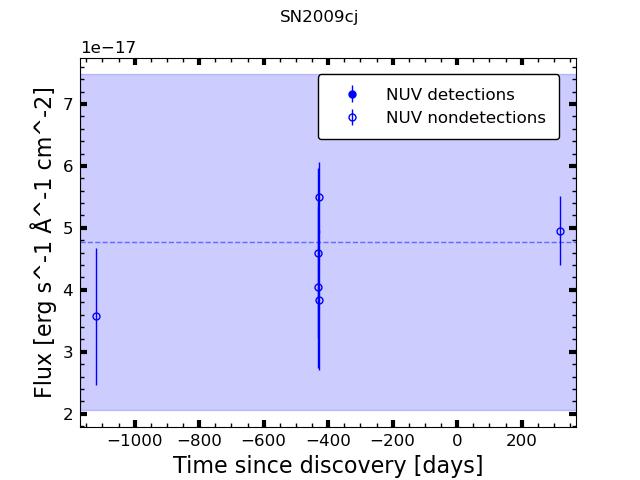 SN2009cj
1e−17
NUV detections
NUV nondetections
7
6
5
4
3
2
Flux [erg s^-1 Å^-1 cm^-2]
−1000 −800 −600 −400 −200 0 200
Time since discovery [days]